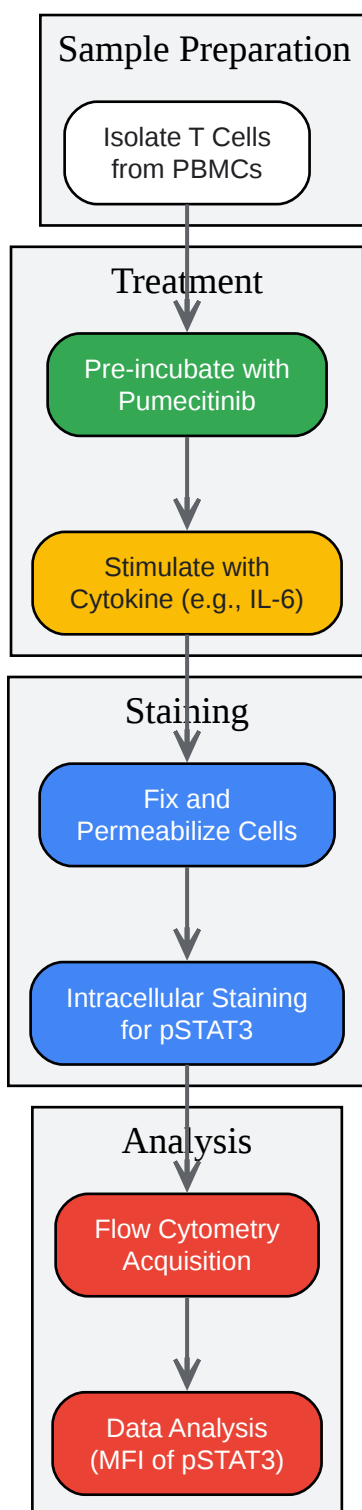 Sample Preparation
Isolate T Cells
from PBMCs
Treatment
Pre-incubate with
Pumecitinib
Stimulate with
Cytokine (e.g., IL-6)
Staining
Fix and
Permeabilize Cells
Intracellular Staining
for pSTAT3
Analysis
Flow Cytometry
Acquisition
Data Analysis
(MFI of pSTAT3)